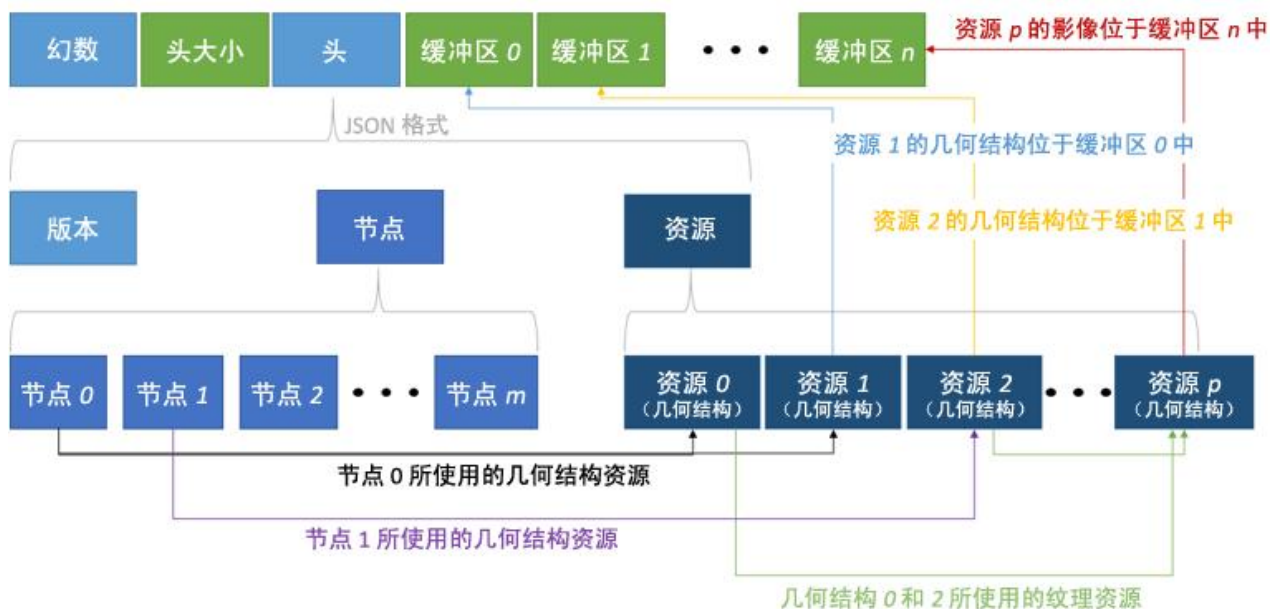 幻数 头大小 头 缓冲区 0 缓冲区 1 • • • 缓冲区 n 资源 p 的影像位于缓冲区 n 中
JSON 格式
资源 1 的几何结构位于缓冲区 0 中
版本 节点 资源
资源 2 的几何结构位于缓冲区 1 中
节点 0 节点 1 节点 2 • • • 节点 m
资源 0 资源 1 资源 2 • • • 资源 p
(几何结构) (几何结构) (几何结构) (几何结构)
节点 0 所使用的几何结构资源
节点 1 所使用的几何结构资源
几何结构 0 和 2 所使用的纹理资源